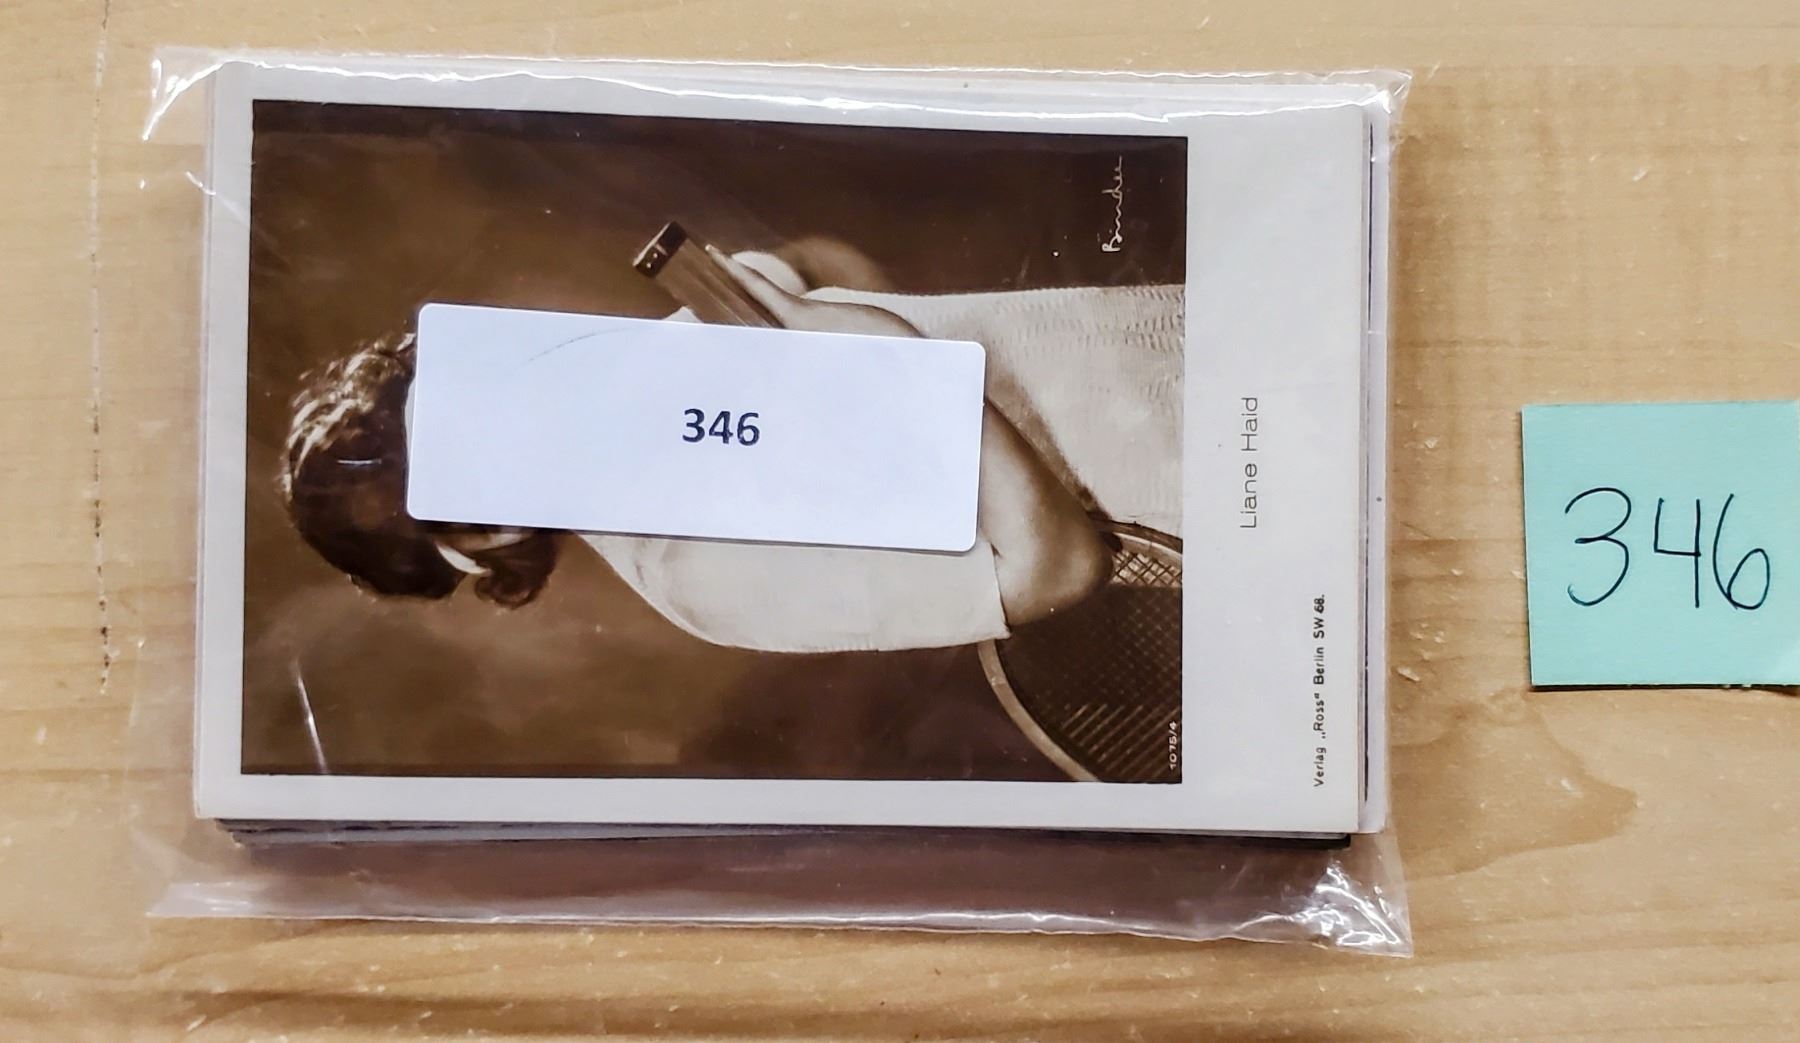 Binder
346
Liane Haid
1075/4
Verlag „Ross“ Berlin SW 68.
346